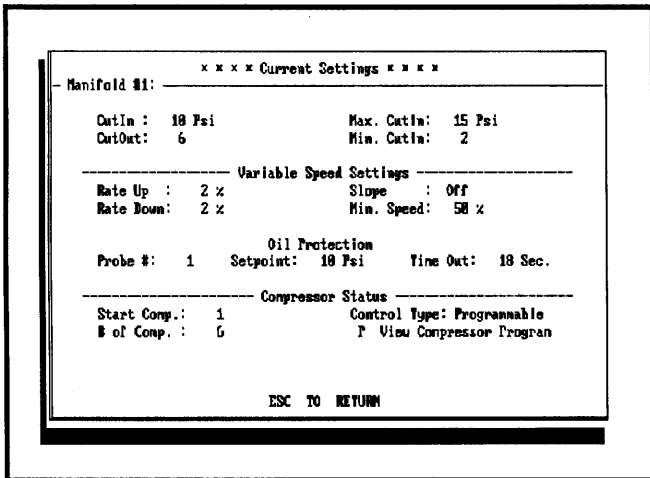 * * * * Current Settings * * * *
Manifold #1:
CutIn : 10 Psi Max. CutIn: 15 Psi
CutOut: 6 Min. CutIn: 2
Variable Speed Settings
Rate Up : 2 % Slope : Off
Rate Down: 2 % Min. Speed: 50 %
Oil Protection
Probe #: 1 Setpoint: 10 Psi Time Out: 10 Sec.
Compressor Status
Start Comp.: 1 Control Type: Programmable
# of Comp. : 6 P View Compressor Program
ESC TO RETURN